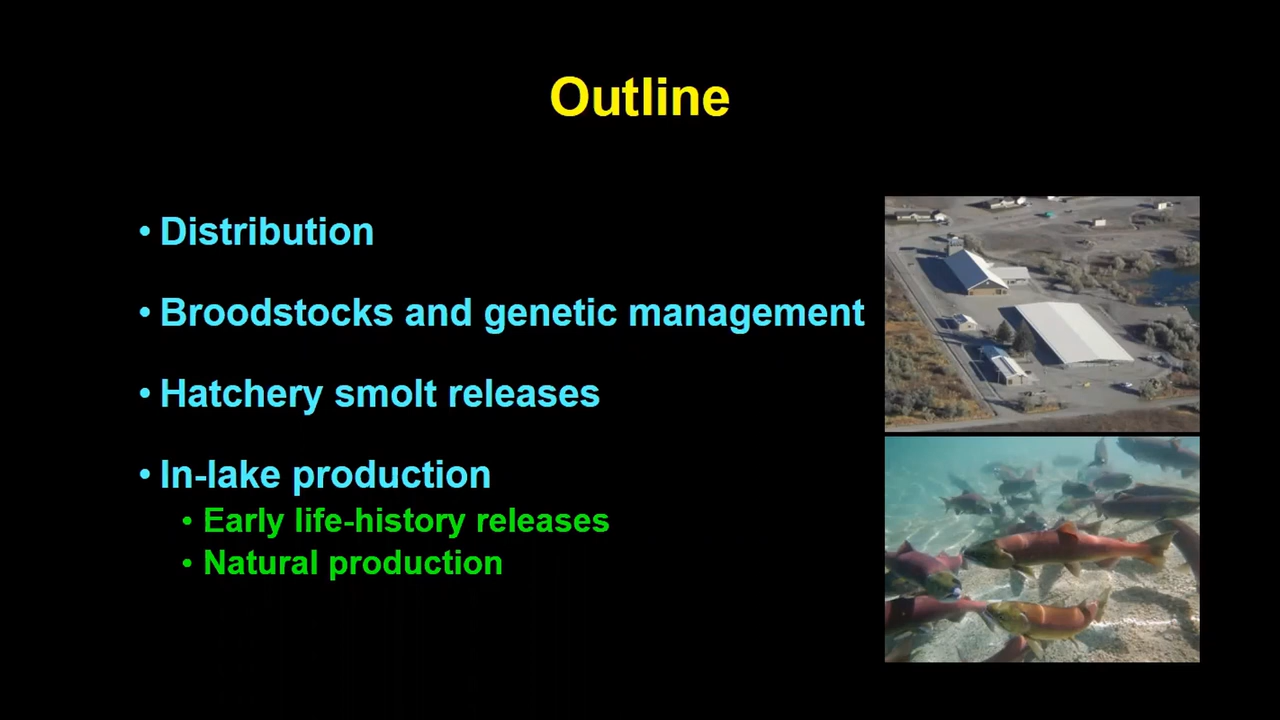 Outline
• Distribution
• Broodstocks and genetic management
• Hatchery smolt releases
• In-lake production
• Early life-history releases
• Natural production